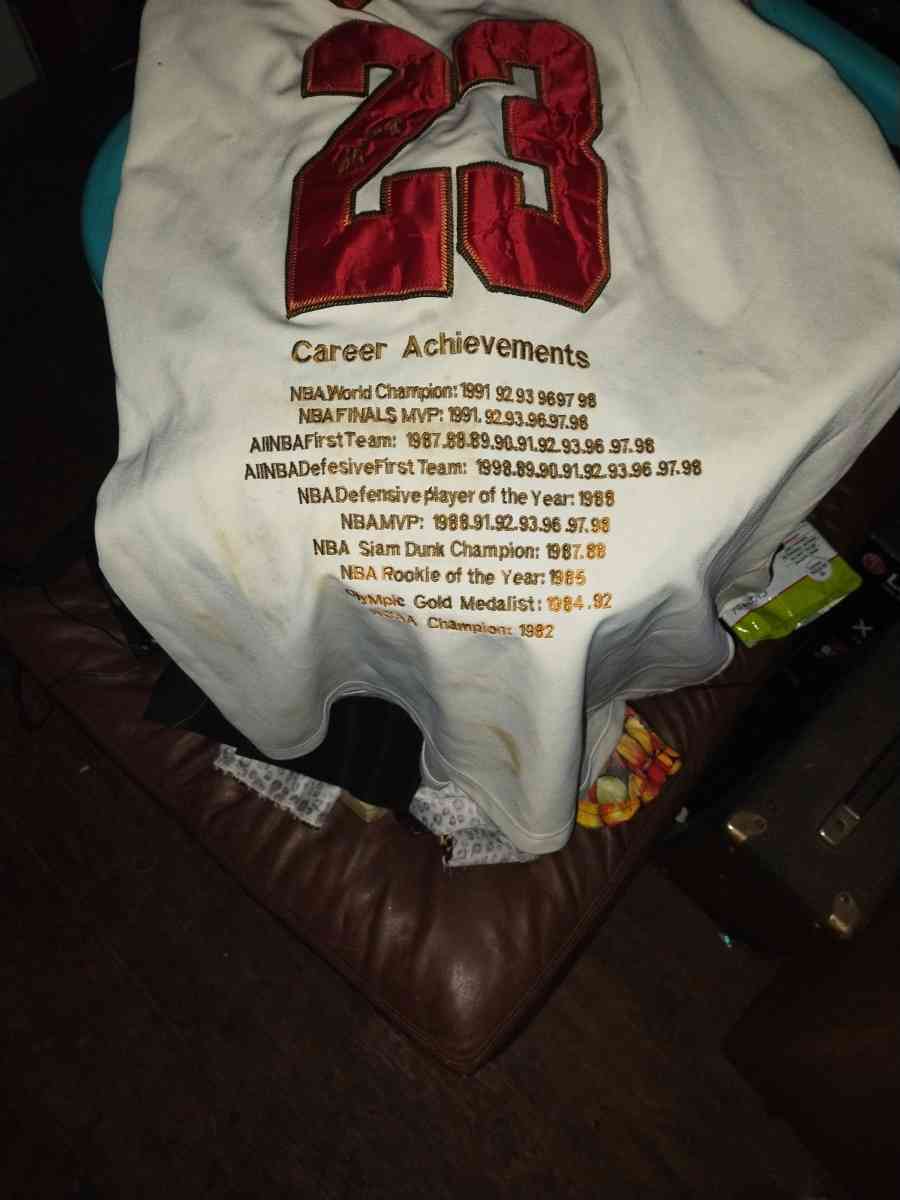 23
Career Achievements
NBA World Champion: 1991 92.93 96 97 98
NBA FINALS MVP: 1991. 92.93.96.97.98
AllNBAFirstTeam: 1987.88.89.90.91.92.93.96.97.98
AllNBADefesiveFirst Team: 1998.89.90.91.92.93.96.97.98
NBADefensive player of the Year: 1988
NBAMVP: 1988.91.92.93.96.97.98
NBA Slam Dunk Champion: 1987.88
NBA Rookie of the Year: 1985
Olympic Gold Medalist: 1984.92
Champion: 1982